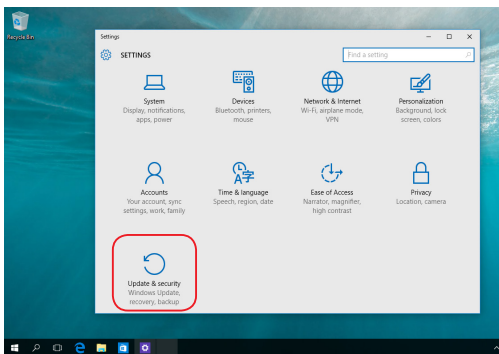 Recycle Bin
Settings
SETTINGS
Find a setting
System
Display, notifications,
apps, power
Devices
Bluetooth, printers,
mouse
Network & Internet
Wi-Fi, airplane mode,
VPN
Personalization
Background, lock
screen, colors
Accounts
Your account, sync
settings, work, family
Time & language
Speech, region, date
Ease of Access
Narrator, magnifier,
high contrast
Privacy
Location, camera
Update & security
Windows Update,
recovery, backup